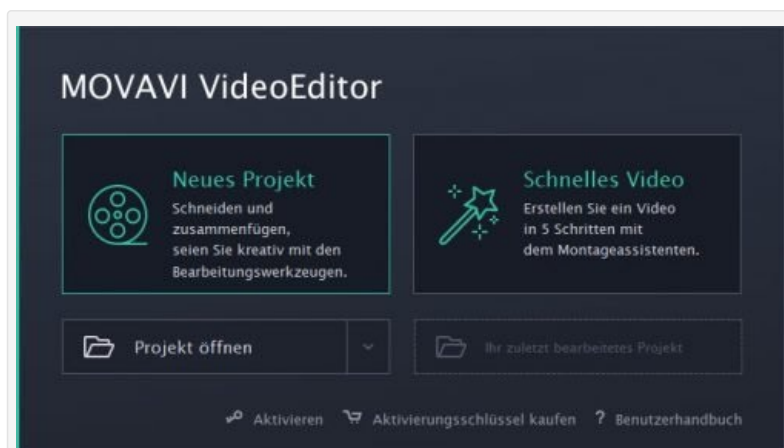 MOVAVI VideoEditor
Neues Projekt
Schneiden und
zusammenfügen,
seien Sie kreativ mit den
Bearbeitungswerkzeugen.
Schnelles Video
Erstellen Sie ein Video
in 5 Schritten mit
dem Montageassistenten.
Projekt öffnen
Ihr zuletzt bearbeitetes Projekt
Aktivieren
Aktivierungsschlüssel kaufen
? Benutzerhandbuch